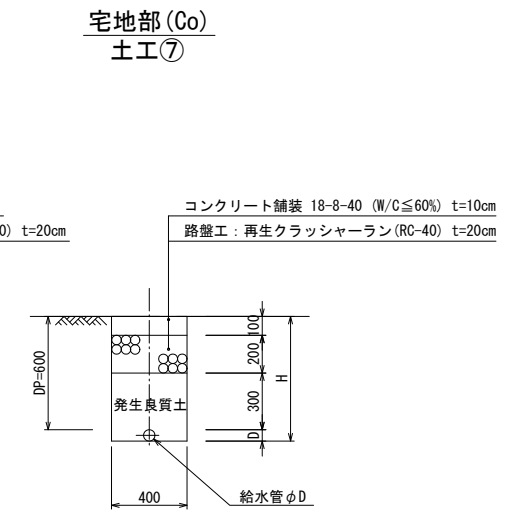 宅地部(Co)
土工⑦
コンクリート舗装 18-8-40 (W/C≦60%) t=10cm
0) t=20cm
路盤工：再生クラッシャーラン(RC-40) t=20cm
100
200
DP=600
H
300
発生良質土
D
400
給水管φD